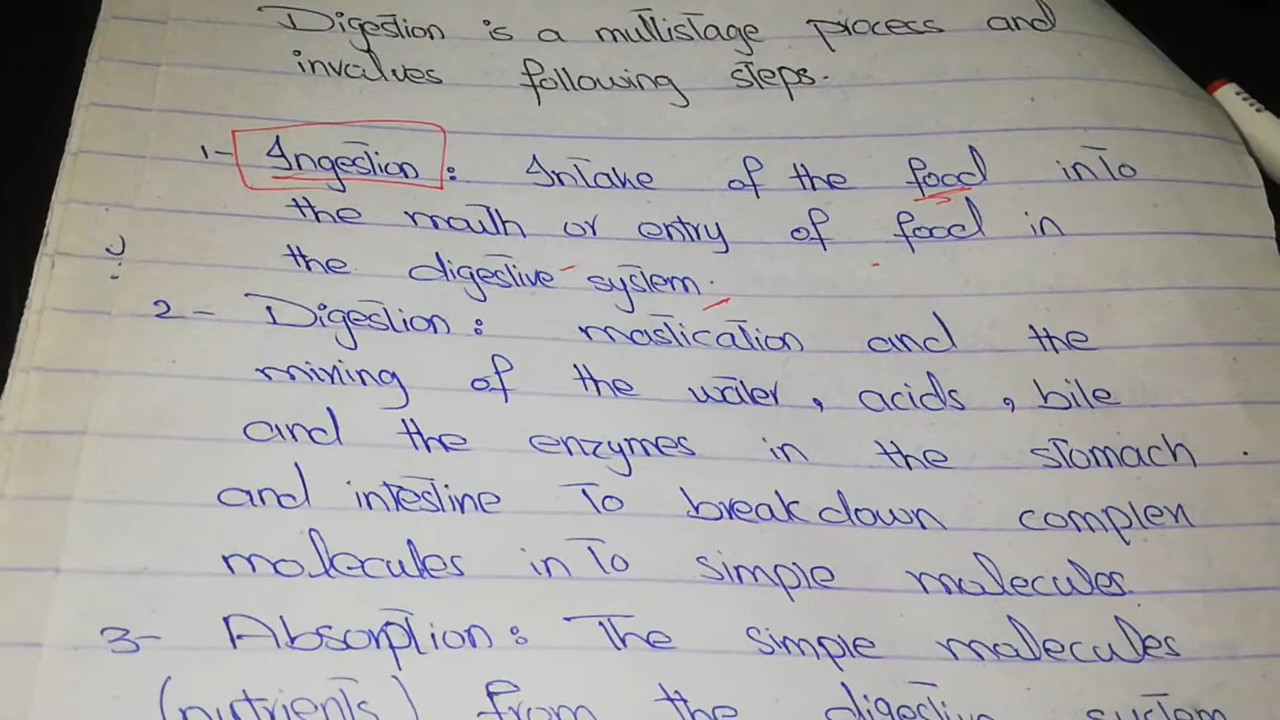 Digestion is a multistage process and
invalves following steps.
1- Ingestion : Intake of the food into
the mouth or entry of food in
the digestive system.
2- Digestion : mastication and the
mixing of the water , acids , bile
and the enzymes in the stomach
and intestine To breakdown complex
molecules into simple molecules.
3- Absorption : The simple molecules
(nutrients) from the digestive system